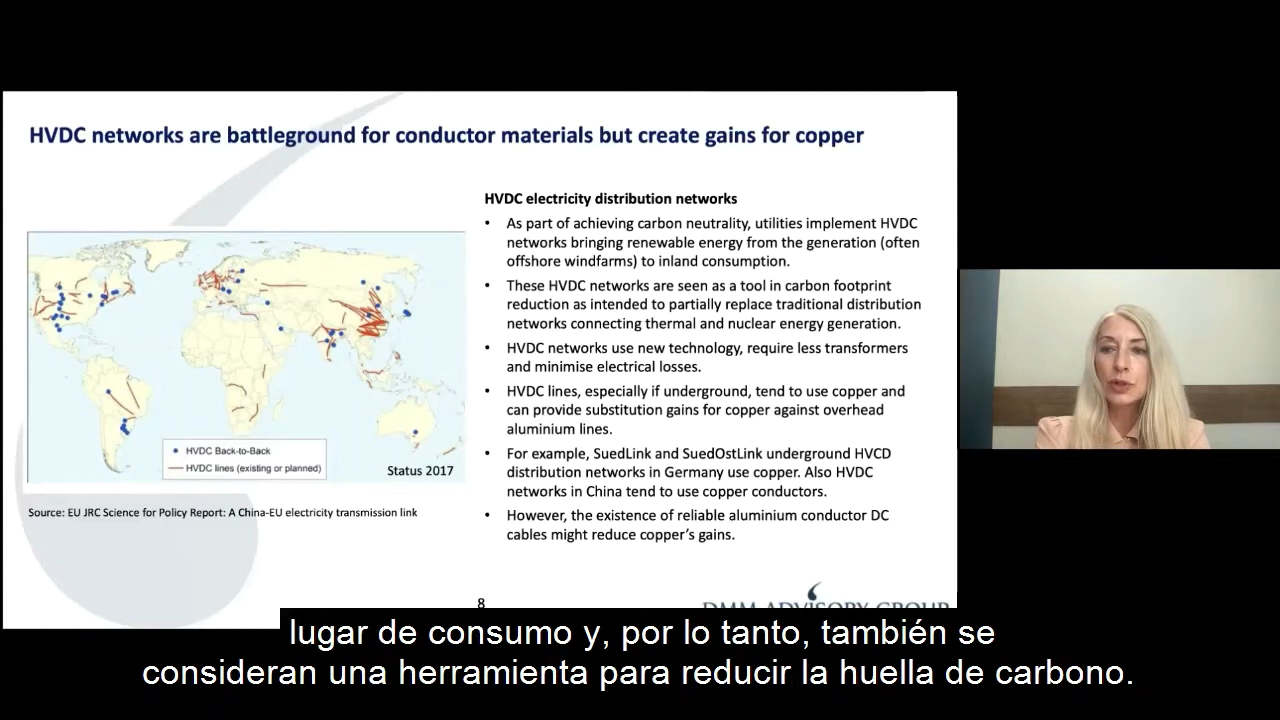 HVDC networks are battleground for conductor materials but create gains for copper
HVDC Back-to-Back
HVDC lines (existing or planned)
Status 2017
Source: EU JRC Science for Policy Report: A China-EU electricity transmission link
HVDC electricity distribution networks
• As part of achieving carbon neutrality, utilities implement HVDC
networks bringing renewable energy from the generation (often
offshore windfarms) to inland consumption.
• These HVDC networks are seen as a tool in carbon footprint
reduction as intended to partially replace traditional distribution
networks connecting thermal and nuclear energy generation.
• HVDC networks use new technology, require less transformers
and minimise electrical losses.
• HVDC lines, especially if underground, tend to use copper and
can provide substitution gains for copper against overhead
aluminium lines.
• For example, SuedLink and SuedOstLink underground HVCD
distribution networks in Germany use copper. Also HVDC
networks in China tend to use copper conductors.
• However, the existence of reliable aluminium conductor DC
cables might reduce copper's gains.
8
DMM ADVISORY GROUP
lugar de consumo y, por lo tanto, también se
consideran una herramienta para reducir la huella de carbono.